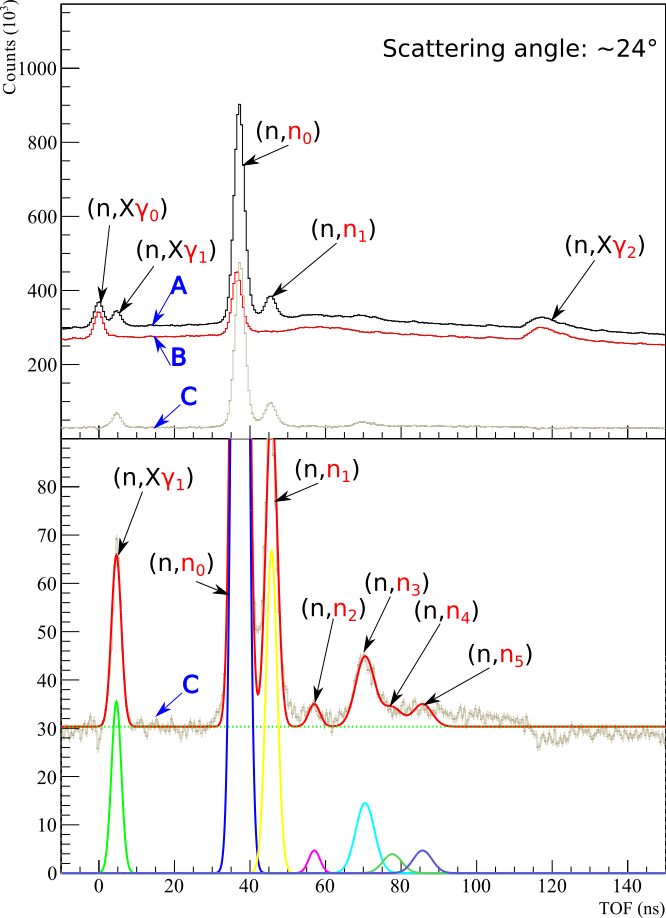 Counts (10³)
Scattering angle: ~24°
1000
800
600
400
200
(n,n₀)
(n,Xγ₀)
(n,Xγ₁)
(n,n₁)
(n,Xγ₂)
A
B
C
80
70
60
50
40
30
20
10
0
(n,Xγ₁)
(n,n₁)
(n,n₀)
(n,n₂)
(n,n₃)
(n,n₄)
(n,n₅)
C
0 20 40 60 80 100 120 140
TOF (ns)